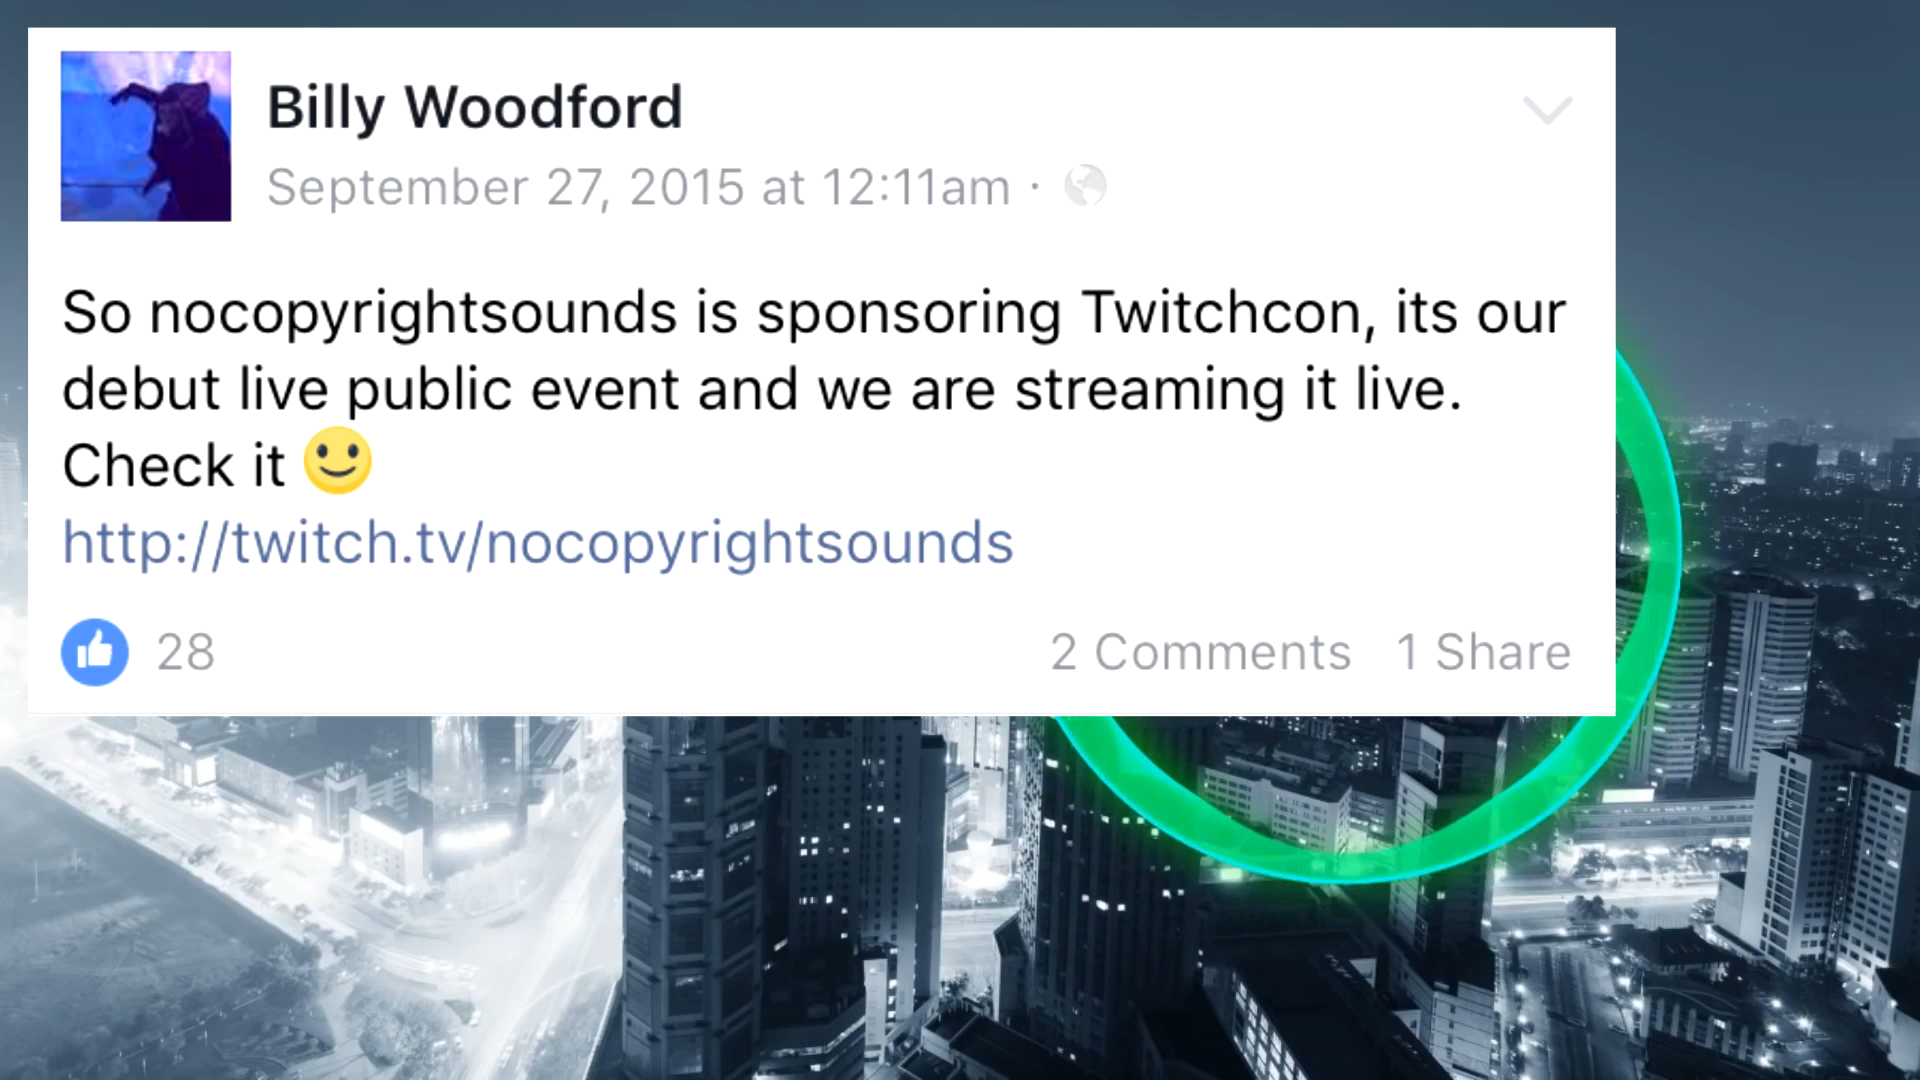 Billy Woodford
September 27, 2015 at 12:11am ·
So nocopyrightsounds is sponsoring Twitchcon, its our
debut live public event and we are streaming it live.
Check it 🙂
http://twitch.tv/nocopyrightsounds
28
2 Comments 1 Share